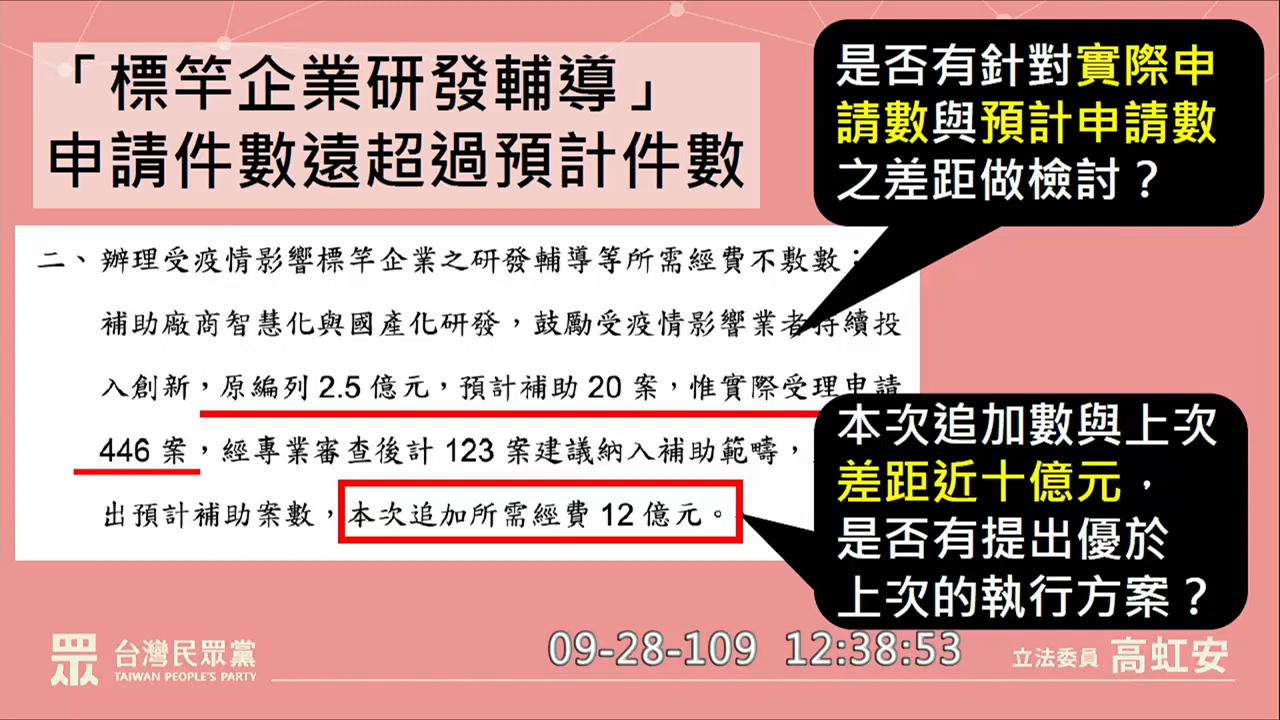 「標竿企業研發輔導」
申請件數遠超過預計件數
是否有針對實際申
請數與預計申請數
之差距做檢討？
二、辦理受疫情影響標竿企業之研發輔導等所需經費不敷數：
補助廠商智慧化與國產化研發，鼓勵受疫情影響業者持續投
入創新，原編列 2.5 億元，預計補助 20 案，惟實際受理申請
446 案，經專業審查後計 123 案建議納入補助範疇，
出預計補助案數，本次追加所需經費 12 億元。
本次追加數與上次
差距近十億元，
是否有提出優於
上次的執行方案？
眾 台灣民眾黨
TAIWAN PEOPLE'S PARTY
09-28-109 12:38:53
立法委員 高虹安